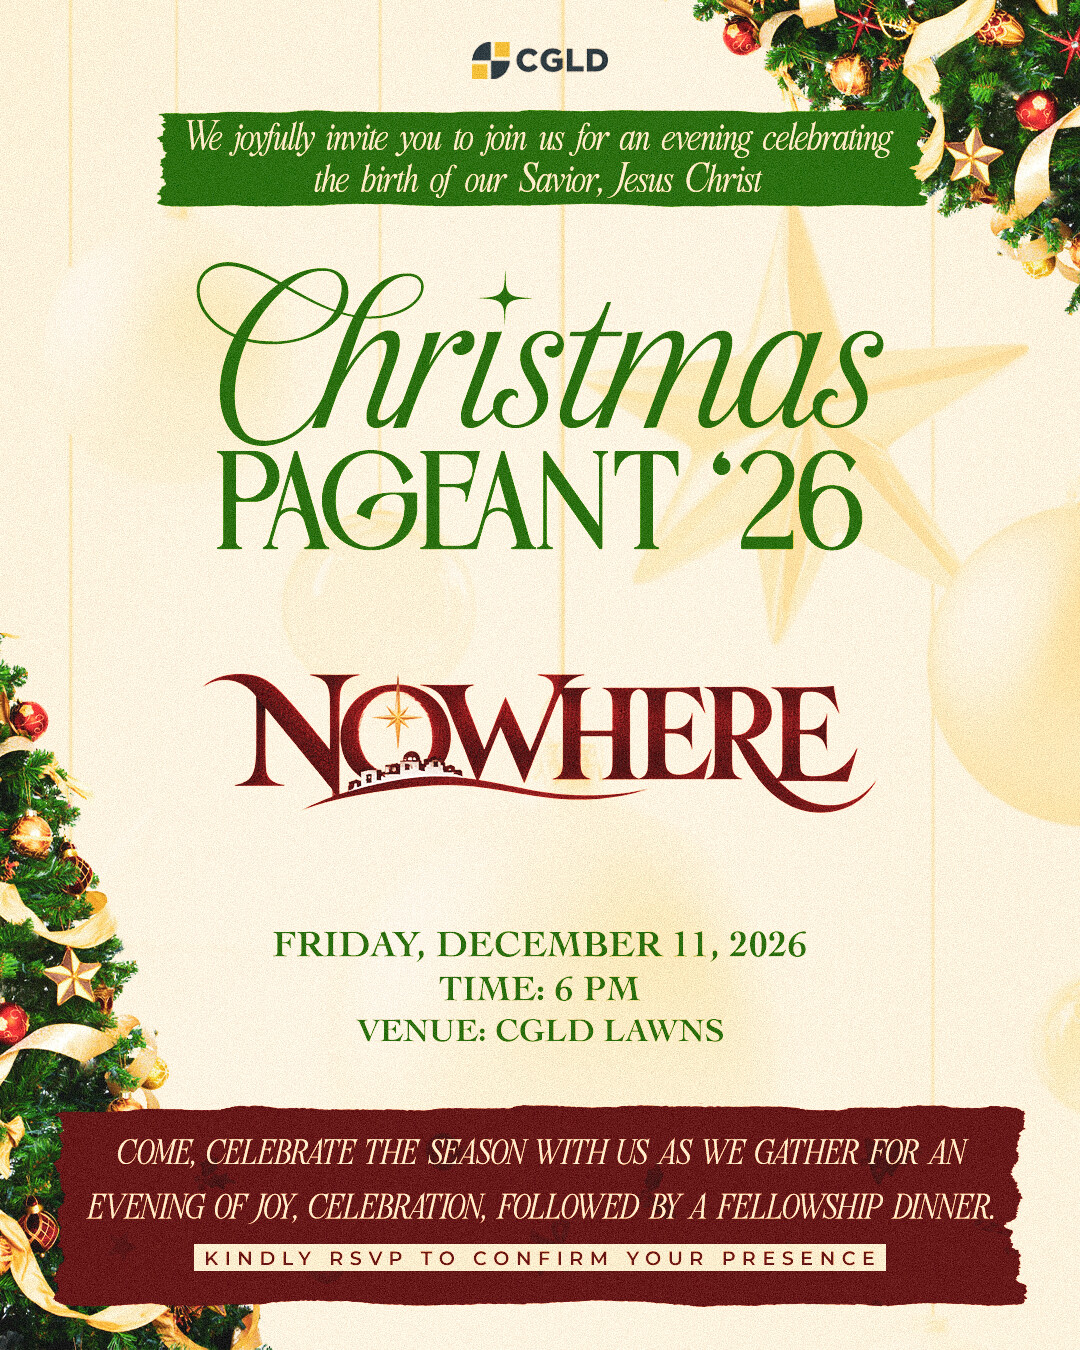 CGLD
We joyfully invite you to join us for an evening celebrating
the birth of our Savior, Jesus Christ
Christmas
PAGEANT ‘26
NOWHERE
FRIDAY, DECEMBER 11, 2026
TIME: 6 PM
VENUE: CGLD LAWNS
COME, CELEBRATE THE SEASON WITH US AS WE GATHER FOR AN
EVENING OF JOY, CELEBRATION, FOLLOWED BY A FELLOWSHIP DINNER.
KINDLY RSVP TO CONFIRM YOUR PRESENCE